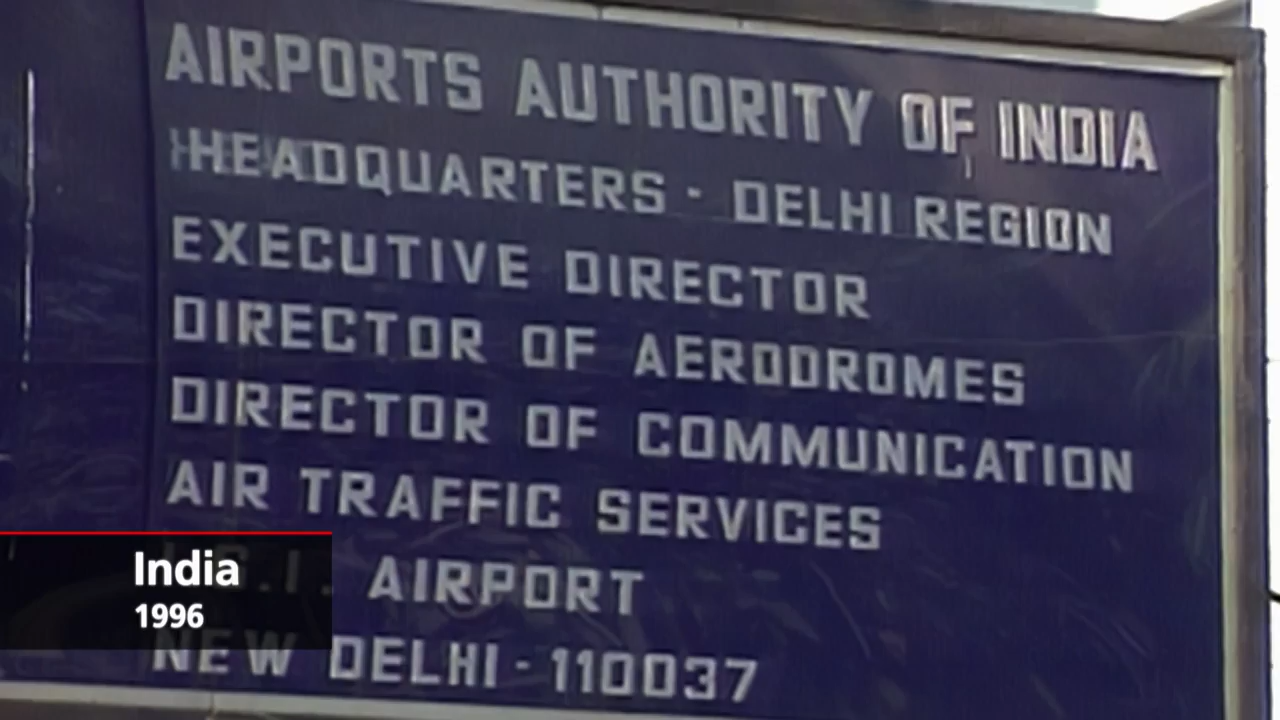 AIRPORTS AUTHORITY OF INDIA
HEADQUARTERS - DELHI REGION
EXECUTIVE DIRECTOR
DIRECTOR OF AERODROMES
DIRECTOR OF COMMUNICATION
AIR TRAFFIC SERVICES
AIRPORT
NEW DELHI - 110037
India
1996